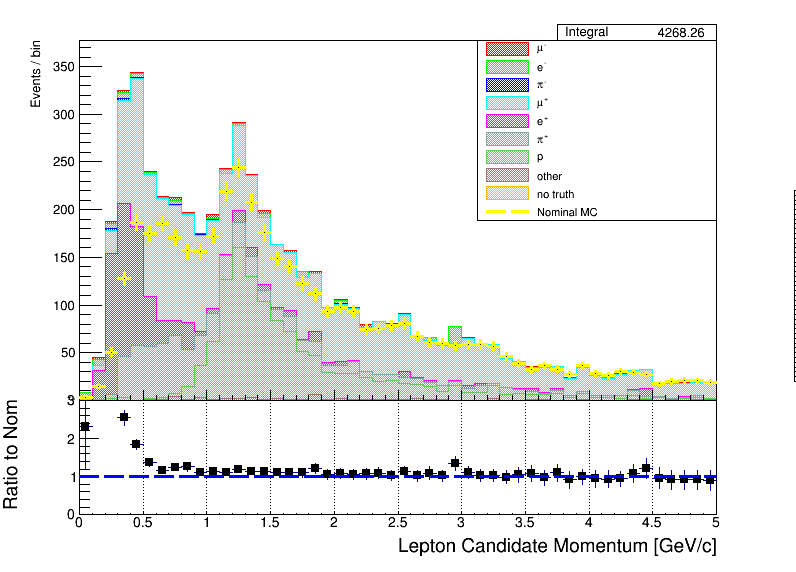 Integral 4268.26
Events / bin
μ-
e-
π-
μ+
e+
π+
p
other
no truth
Nominal MC
350
300
250
200
150
100
50
3
2
1
0
Ratio to Nom
0 0.5 1 1.5 2 2.5 3 3.5 4 4.5 5
Lepton Candidate Momentum [GeV/c]